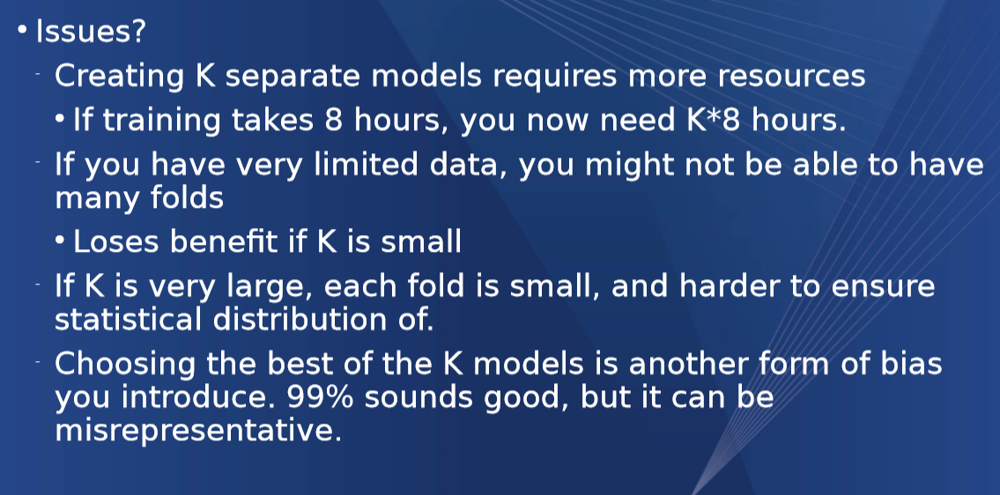 • Issues?
- Creating K separate models requires more resources
• If training takes 8 hours, you now need K*8 hours.
- If you have very limited data, you might not be able to have
many folds
• Loses benefit if K is small
- If K is very large, each fold is small, and harder to ensure
statistical distribution of.
- Choosing the best of the K models is another form of bias
you introduce. 99% sounds good, but it can be
misrepresentative.